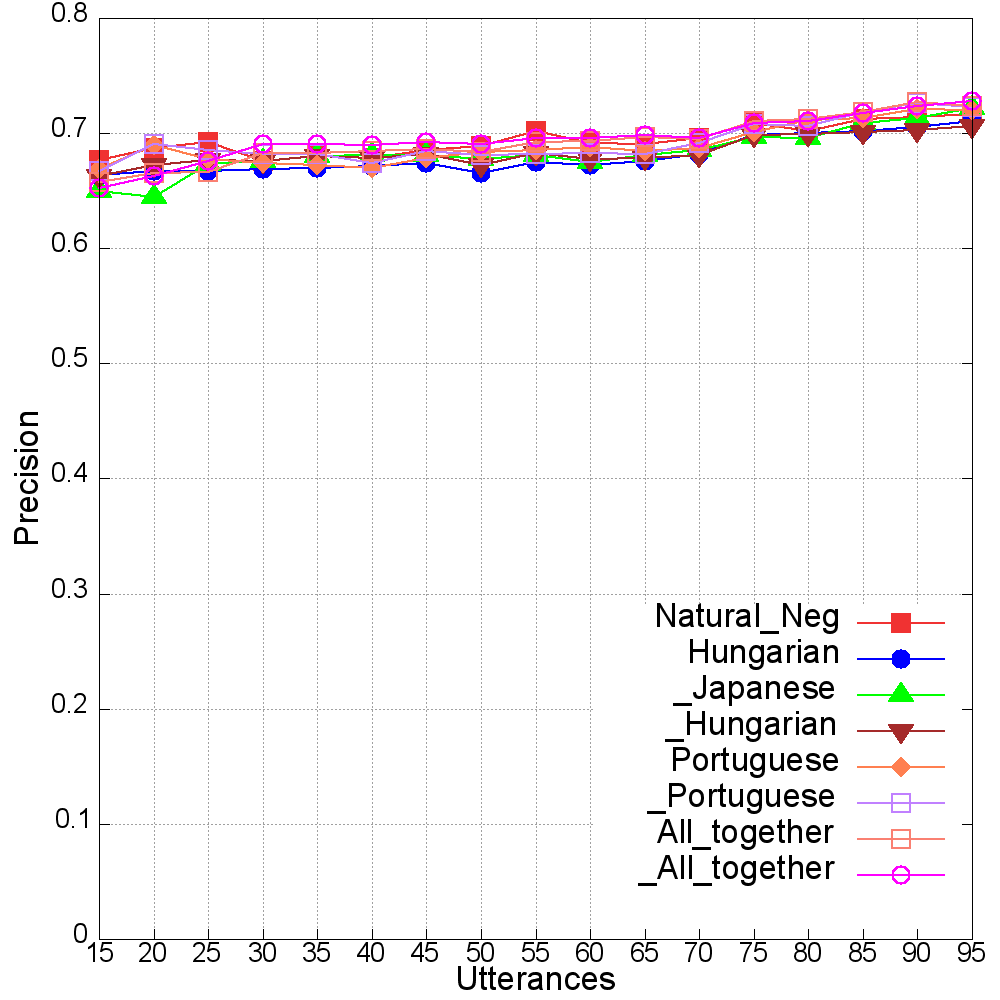 0.8
0.7
0.6
0.5
0.4
0.3
0.2
0.1
0
Precision
Natural_Neg
Hungarian
_Japanese
_Hungarian
Portuguese
_Portuguese
All_together
_All_together
15 20 25 30 35 40 45 50 55 60 65 70 75 80 85 90 95
Utterances